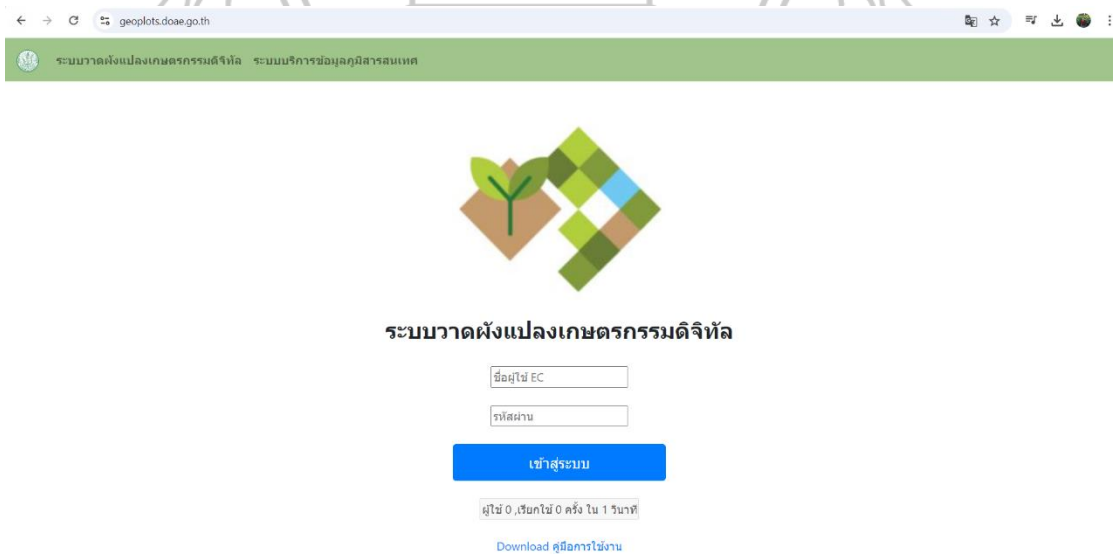 geoplots.doae.go.th
ระบบวาดผังแปลงเกษตรกรรมดิจิทัล ระบบบริการข้อมูลภูมิสารสนเทศ
ระบบวาดผังแปลงเกษตรกรรมดิจิทัล
ชื่อผู้ใช้ EC
รหัสผ่าน
เข้าสู่ระบบ
ผู้ใช้ 0 ,เรียกใช้ 0 ครั้ง ใน 1 วินาที
Download คู่มือการใช้งาน